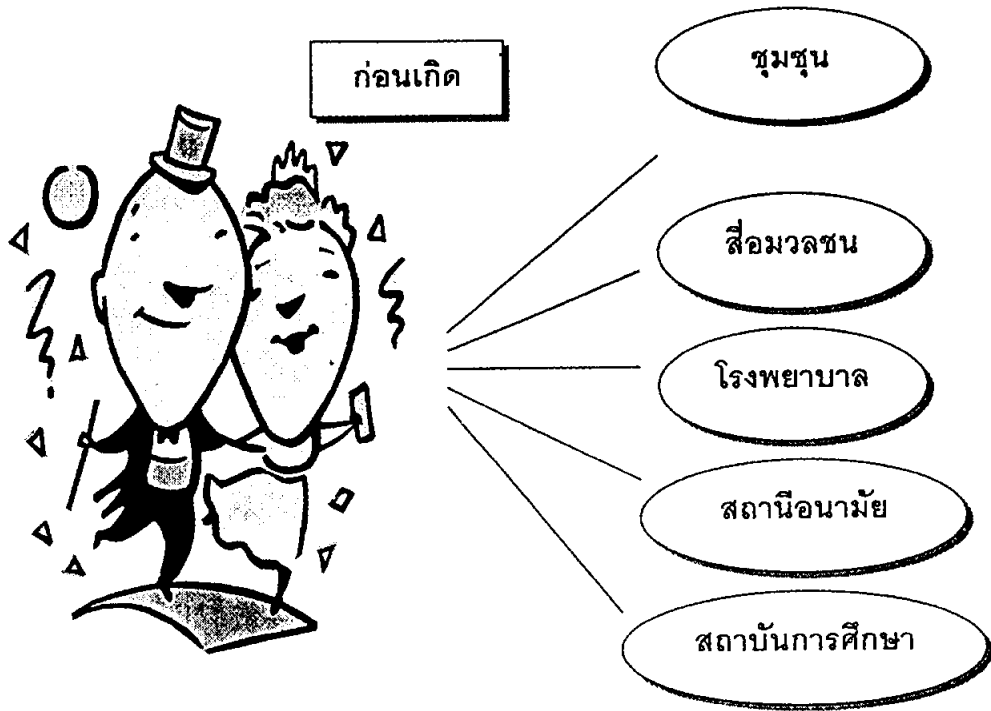 ก่อนเกิด
ชุมชุน
สื่อมวลชน
โรงพยาบาล
สถานีอนามัย
สถาบันการศึกษา